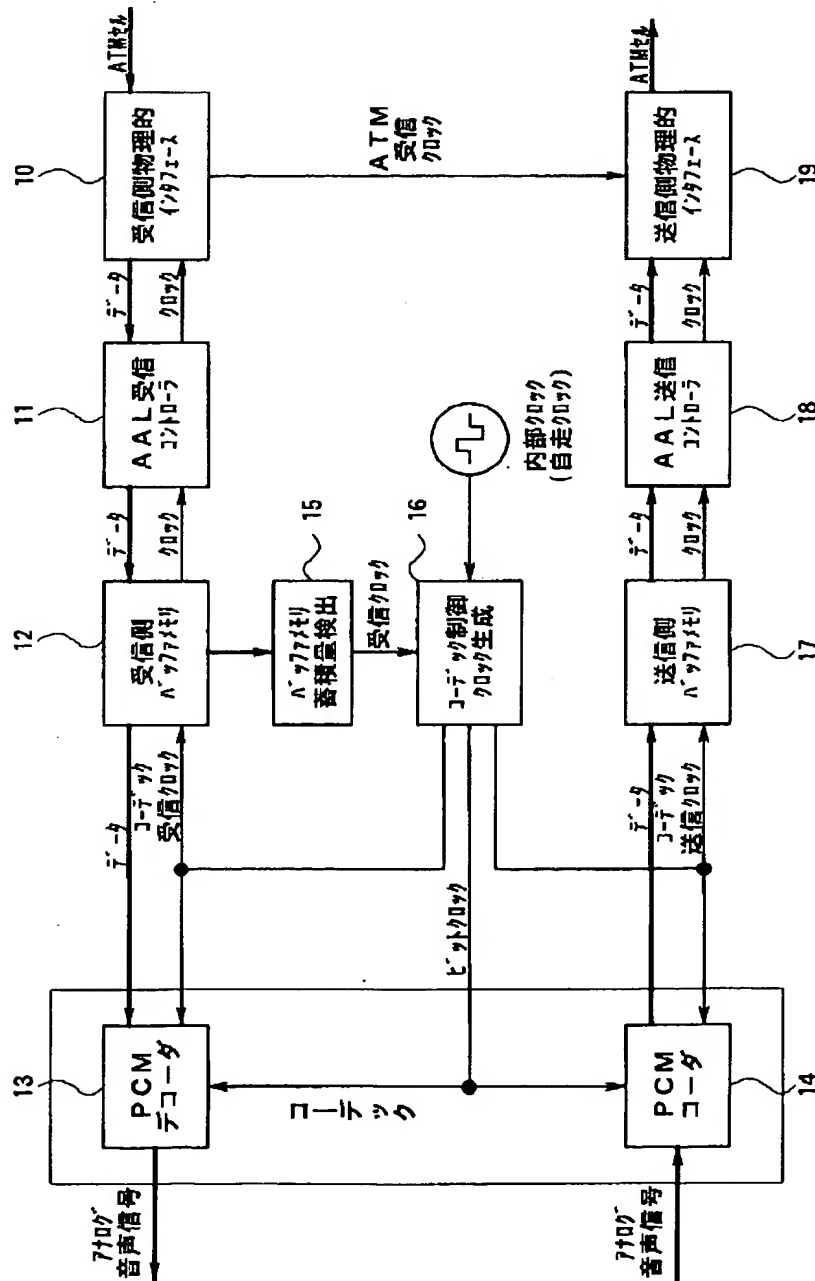 ATMセル
10
受信側物理的
インタフェース
データ
クロック
11
AAL受信
コントローラ
データ
クロック
12
受信側
バッファメモリ
データ
コーデック
受信クロック
13
PCM
デコーダ
アナログ
音声信号
15
バッファメモリ
蓄積量検出
受信クロック
16
コーデック制御
クロック生成
内部クロック
(自走クロック)
ビットクロック
コーデック
ATM
受信
クロック
アナログ
音声信号
PCM
コーダ
14
データ
コーデック
送信クロック
送信側
バッファメモリ
17
データ
クロック
AAL送信
コントローラ
18
データ
クロック
送信側物理的
インタフェース
19
ATMセル